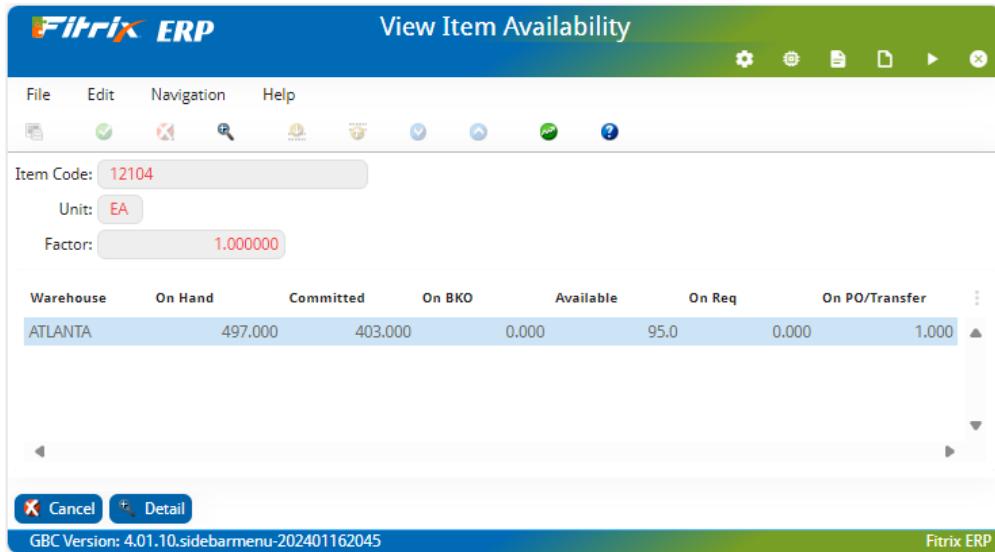 Fitrix ERP
View Item Availability
File Edit Navigation Help
Item Code: 12104
Unit: EA
Factor: 1.000000
Warehouse On Hand Committed On BKO Available On Req On PO/Transfer
ATLANTA 497.000 403.000 0.000 95.0 0.000 1.000
Cancel Detail
GBC Version: 4.01.10.sidebarmenu-202401162045 Fitrix ERP